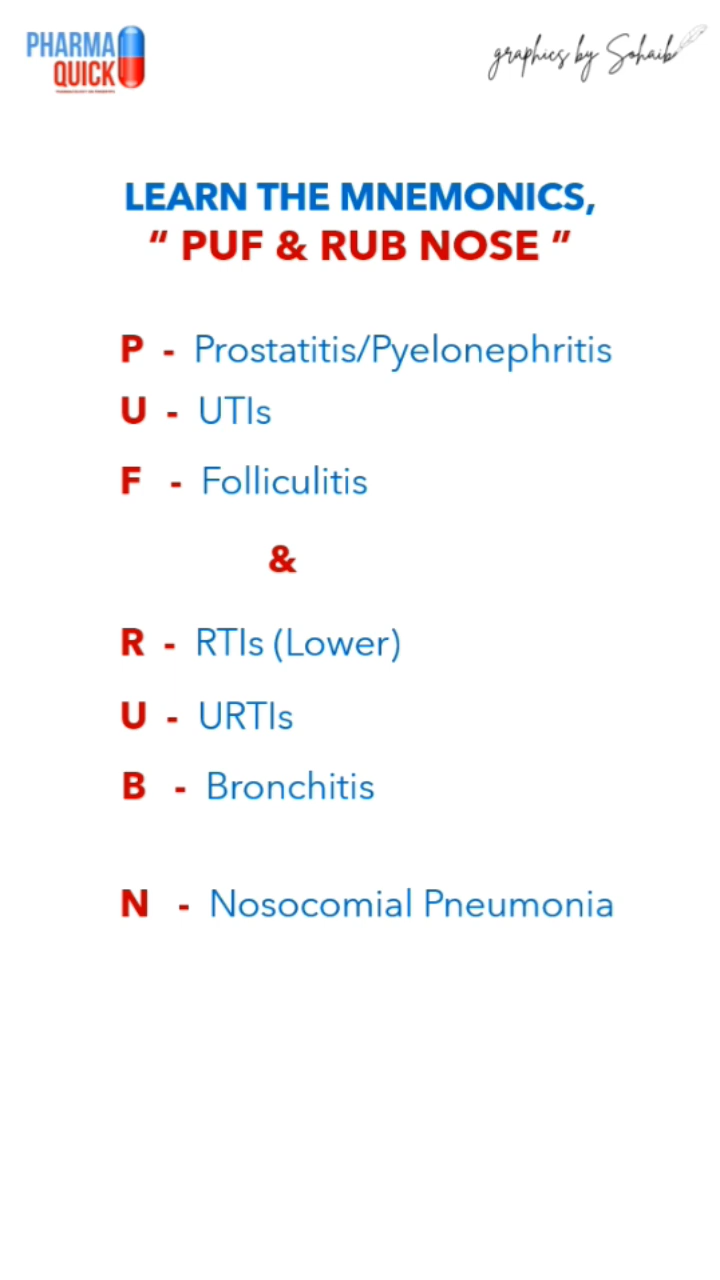 PHARMA
QUICK
graphics by Sohaib
LEARN THE MNEMONICS,
“ PUF & RUB NOSE ”
P - Prostatitis/Pyelonephritis
U - UTIs
F - Folliculitis
&
R - RTIs (Lower)
U - URTIs
B - Bronchitis
N - Nosocomial Pneumonia